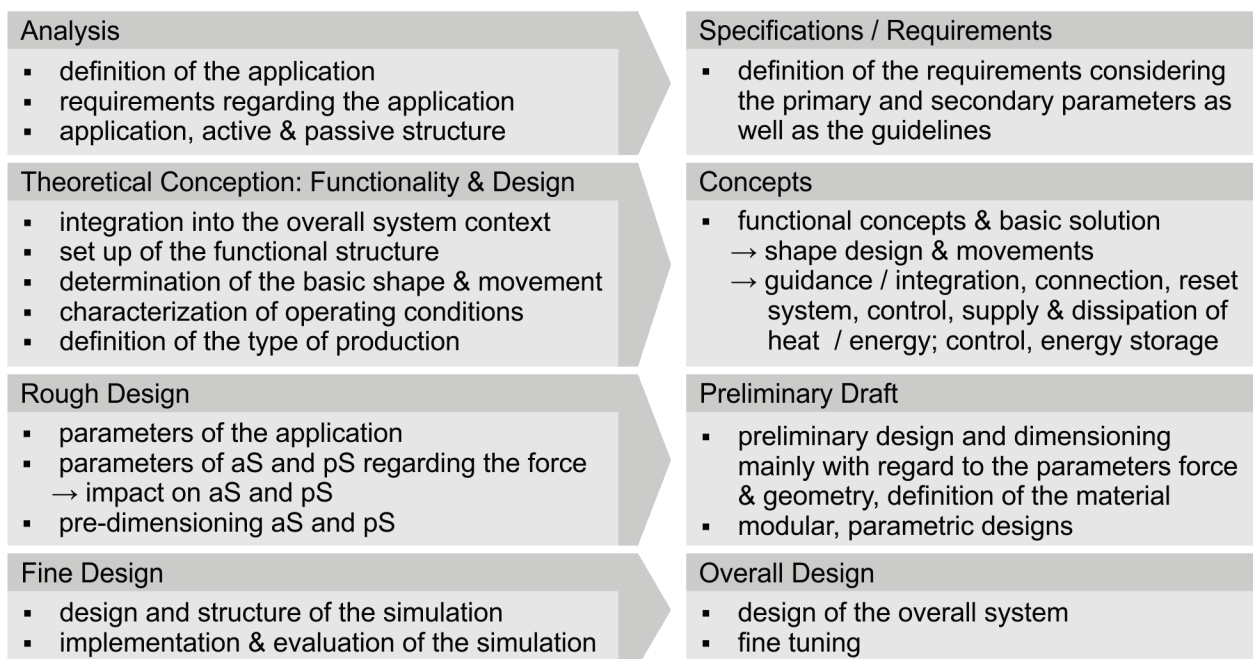 Analysis
▪ definition of the application
▪ requirements regarding the application
▪ application, active & passive structure
Specifications / Requirements
▪ definition of the requirements considering
the primary and secondary parameters as
well as the guidelines
Theoretical Conception: Functionality & Design
▪ integration into the overall system context
▪ set up of the functional structure
▪ determination of the basic shape & movement
▪ characterization of operating conditions
▪ definition of the type of production
Concepts
▪ functional concepts & basic solution
→ shape design & movements
→ guidance / integration, connection, reset
system, control, supply & dissipation of
heat / energy; control, energy storage
Rough Design
▪ parameters of the application
▪ parameters of aS and pS regarding the force
→ impact on aS and pS
▪ pre-dimensioning aS and pS
Preliminary Draft
▪ preliminary design and dimensioning
mainly with regard to the parameters force
& geometry, definition of the material
▪ modular, parametric designs
Fine Design
▪ design and structure of the simulation
▪ implementation & evaluation of the simulation
Overall Design
▪ design of the overall system
▪ fine tuning